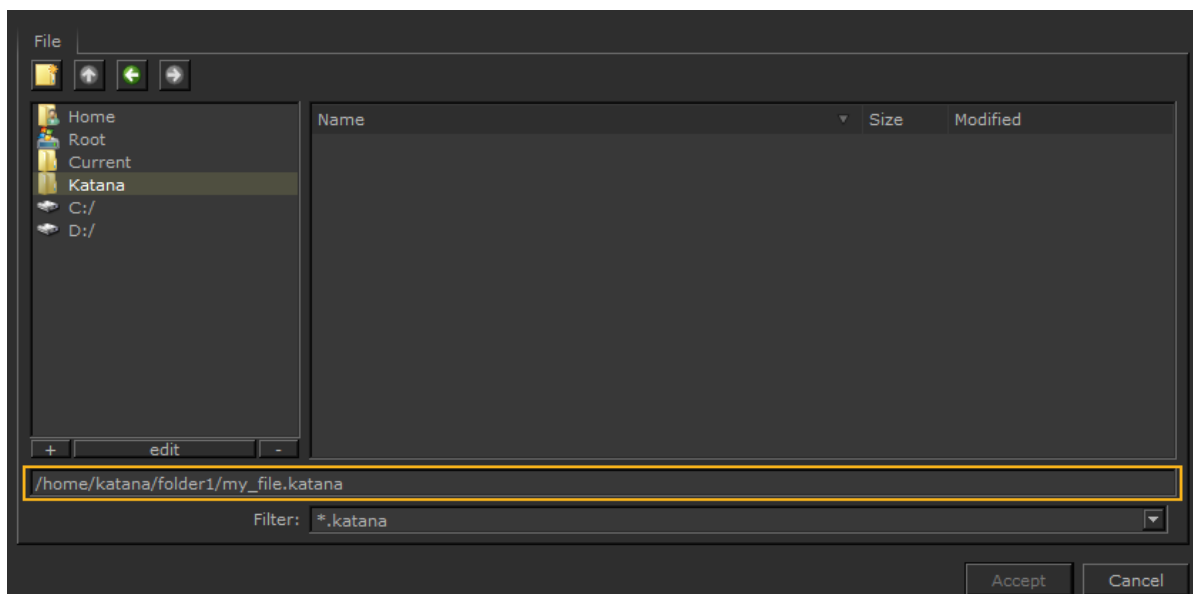 File
Home
Root
Current
Katana
C:/
D:/
+ edit -
Name Size Modified
/home/katana/folder1/my_file.katana
Filter: *.katana
Accept Cancel